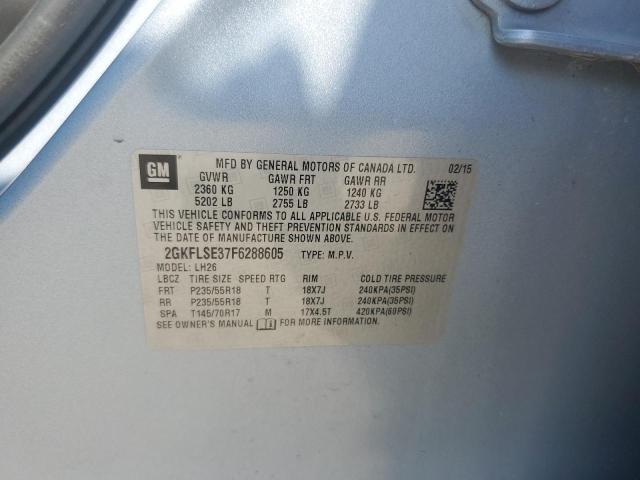 GM
MFD BY GENERAL MOTORS OF CANADA LTD. 02/15
GVWR GAWR FRT GAWR RR
2360 KG 1250 KG 1240 KG
5202 LB 2755 LB 2733 LB
THIS VEHICLE CONFORMS TO ALL APPLICABLE U.S. FEDERAL MOTOR
VEHICLE SAFETY AND THEFT PREVENTION STANDARDS IN EFFECT ON
THE DATE OF MANUFACTURE SHOWN ABOVE.
2GKFLSE37F6288605 TYPE: M.P.V.
MODEL: LH26
LBCZ TIRE SIZE SPEED RTG RIM COLD TIRE PRESSURE
FRT P235/55R18 T 18X7J 240KPA(35PSI)
RR P235/55R18 T 18X7J 240KPA(35PSI)
SPA T145/70R17 M 17X4.5T 420KPA(60PSI)
SEE OWNER'S MANUAL FOR MORE INFORMATION.